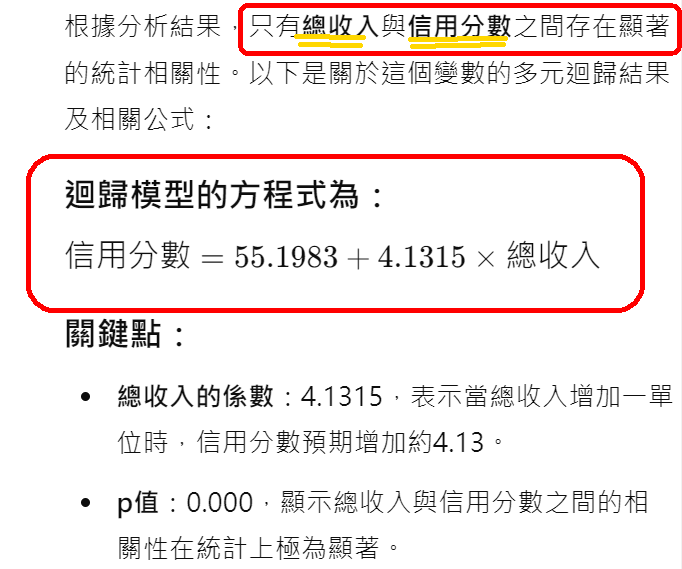 根據分析結果，只有總收入與信用分數之間存在顯著
的統計相關性。以下是關於這個變數的多元迴歸結果
及相關公式：
迴歸模型的方程式為：
信用分數 = 55.1983 + 4.1315 × 總收入
關鍵點：
• 總收入的係數：4.1315，表示當總收入增加一單
位時，信用分數預期增加約4.13。
• p值：0.000，顯示總收入與信用分數之間的相
關性在統計上極為顯著。